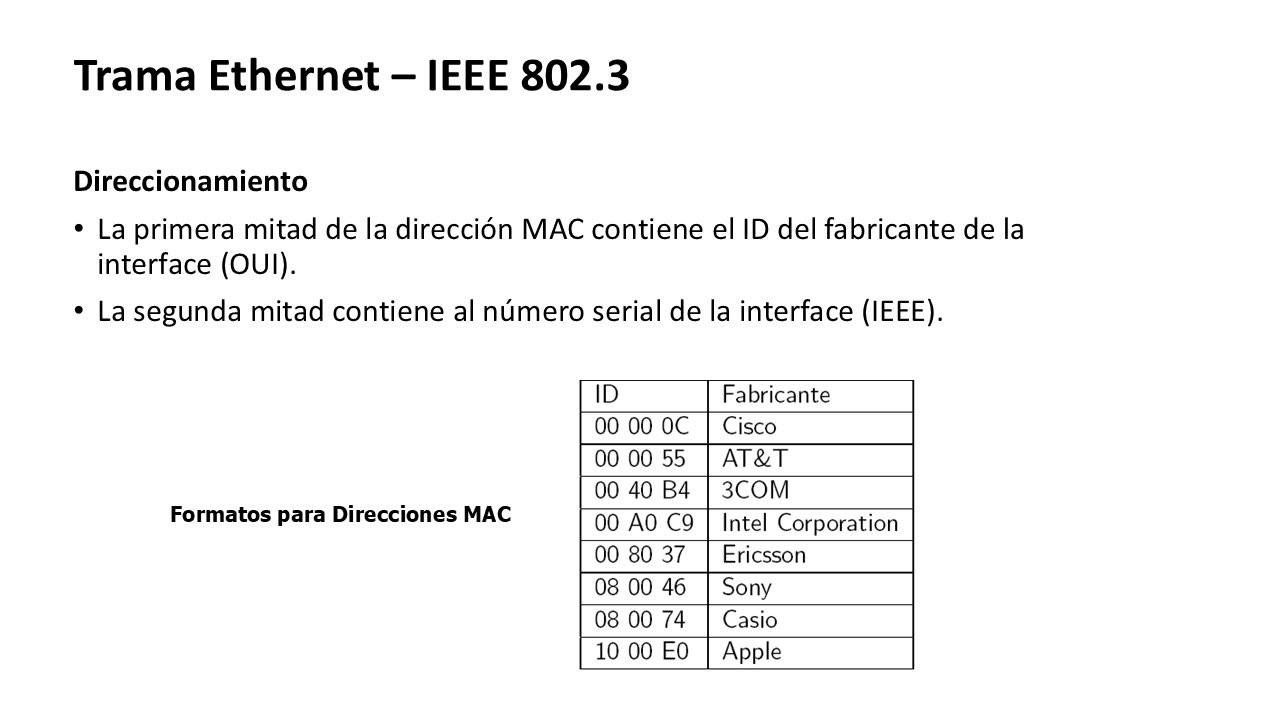 Trama Ethernet – IEEE 802.3
Direccionamiento
• La primera mitad de la dirección MAC contiene el ID del fabricante de la
interface (OUI).
• La segunda mitad contiene al número serial de la interface (IEEE).
Formatos para Direcciones MAC
ID Fabricante
00 00 0C Cisco
00 00 55 AT&T
00 40 B4 3COM
00 A0 C9 Intel Corporation
00 80 37 Ericsson
08 00 46 Sony
08 00 74 Casio
10 00 E0 Apple